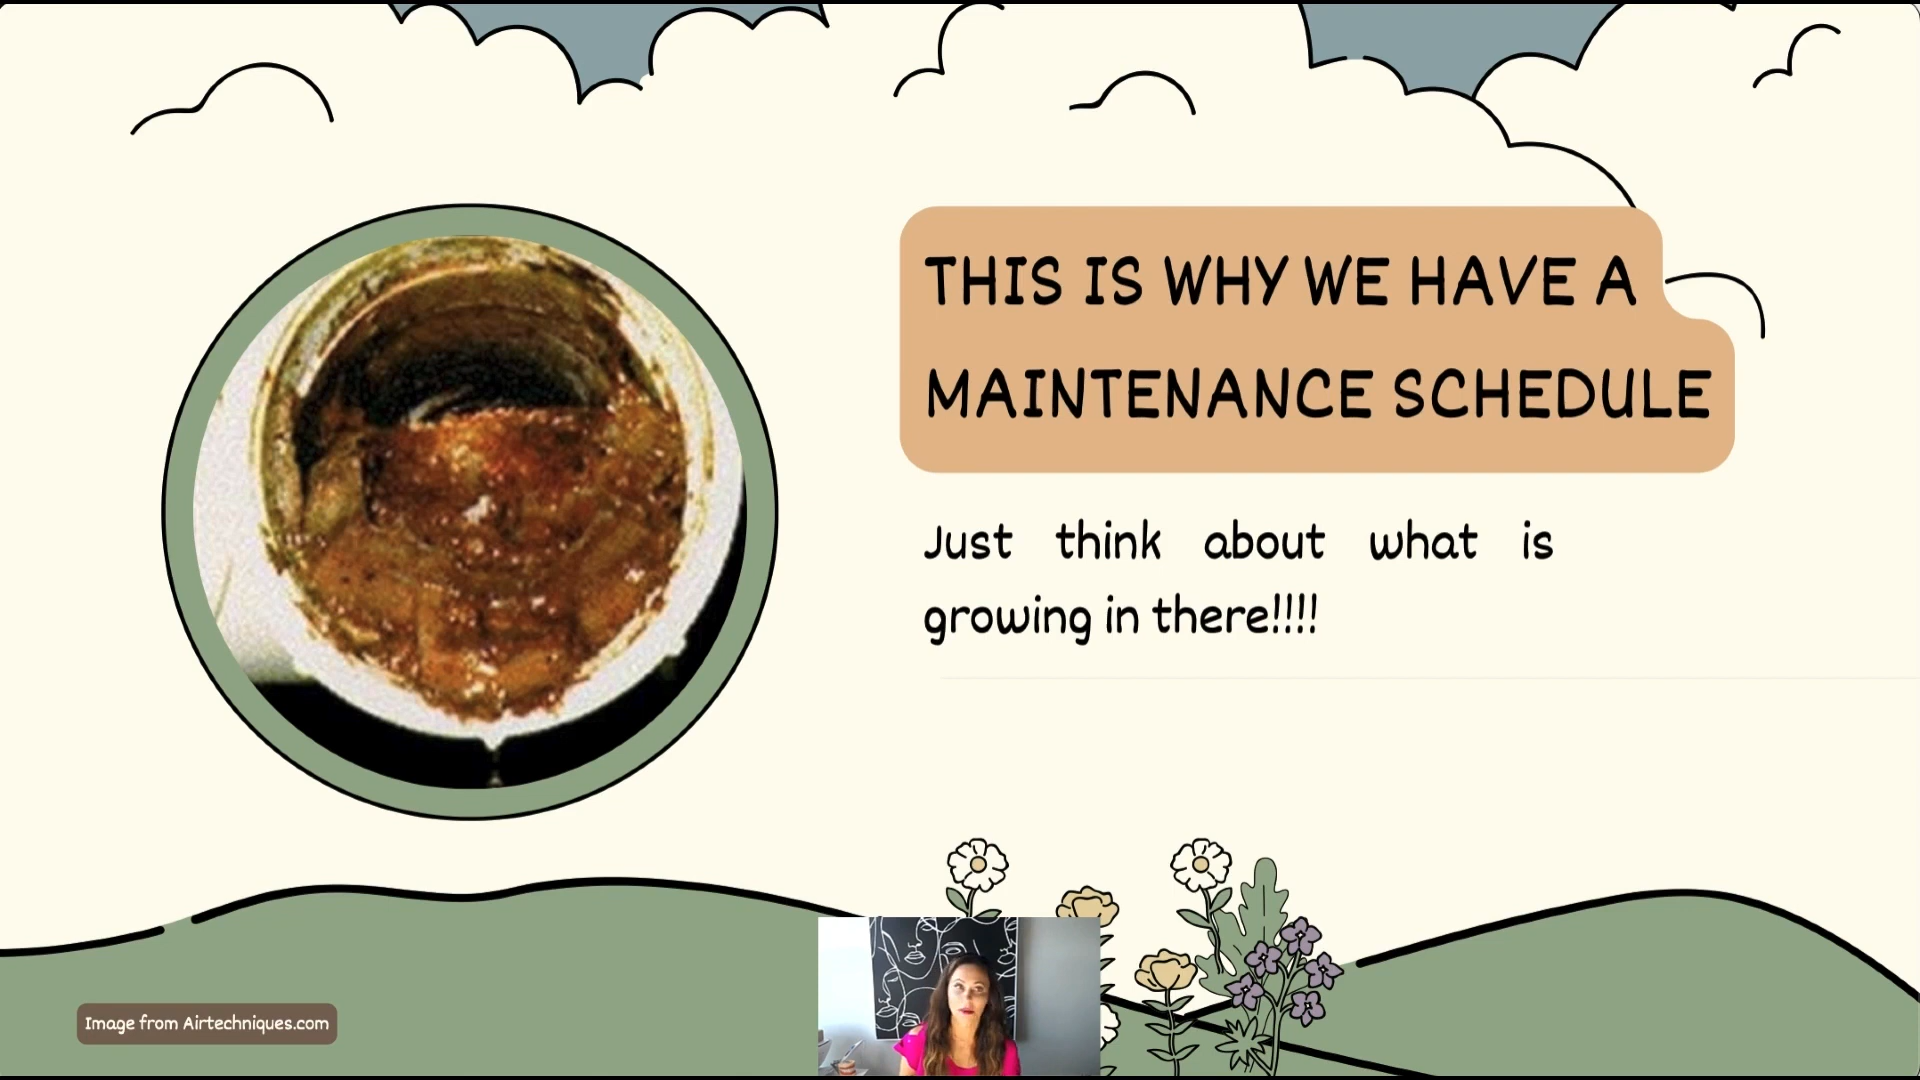 THIS IS WHY WE HAVE A
MAINTENANCE SCHEDULE
Just think about what is
growing in there!!!!
Image from Airtechniques.com